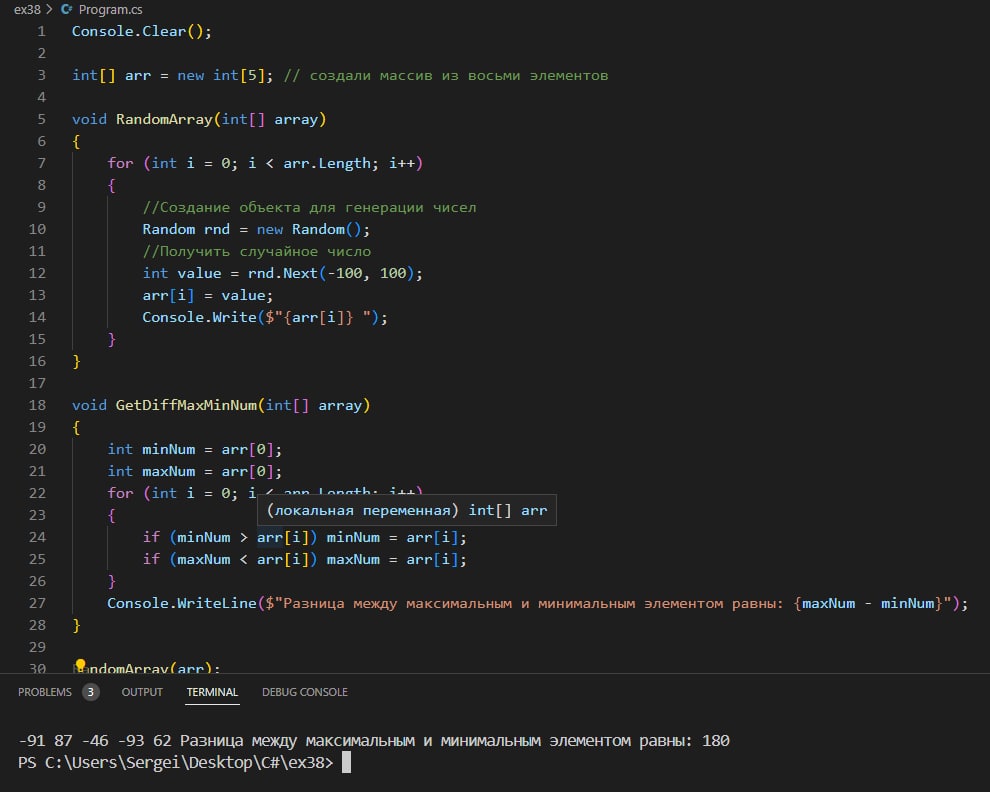 ex38 > C# Program.cs
1 Console.Clear();
2
3 int[] arr = new int[5]; // создали массив из восьми элементов
4
5 void RandomArray(int[] array)
6 {
7 for (int i = 0; i < arr.Length; i++)
8 {
9 //Создание объекта для генерации чисел
10 Random rnd = new Random();
11 //Получить случайное число
12 int value = rnd.Next(-100, 100);
13 arr[i] = value;
14 Console.Write($"{arr[i]} ");
15 }
16 }
17
18 void GetDiffMaxMinNum(int[] array)
19 {
20 int minNum = arr[0];
21 int maxNum = arr[0];
22 for (int i = 0; i < arr.Length; i++)
(локальная переменная) int[] arr
23 {
24 if (minNum > arr[i]) minNum = arr[i];
25 if (maxNum < arr[i]) maxNum = arr[i];
26 }
27 Console.WriteLine($"Разница между максимальным и минимальным элементом равны: {maxNum - minNum}");
28 }
29
30 RandomArray(arr);
PROBLEMS 3 OUTPUT TERMINAL DEBUG CONSOLE
-91 87 -46 -93 62 Разница между максимальным и минимальным элементом равны: 180
PS C:\Users\Sergei\Desktop\C#\ex38>